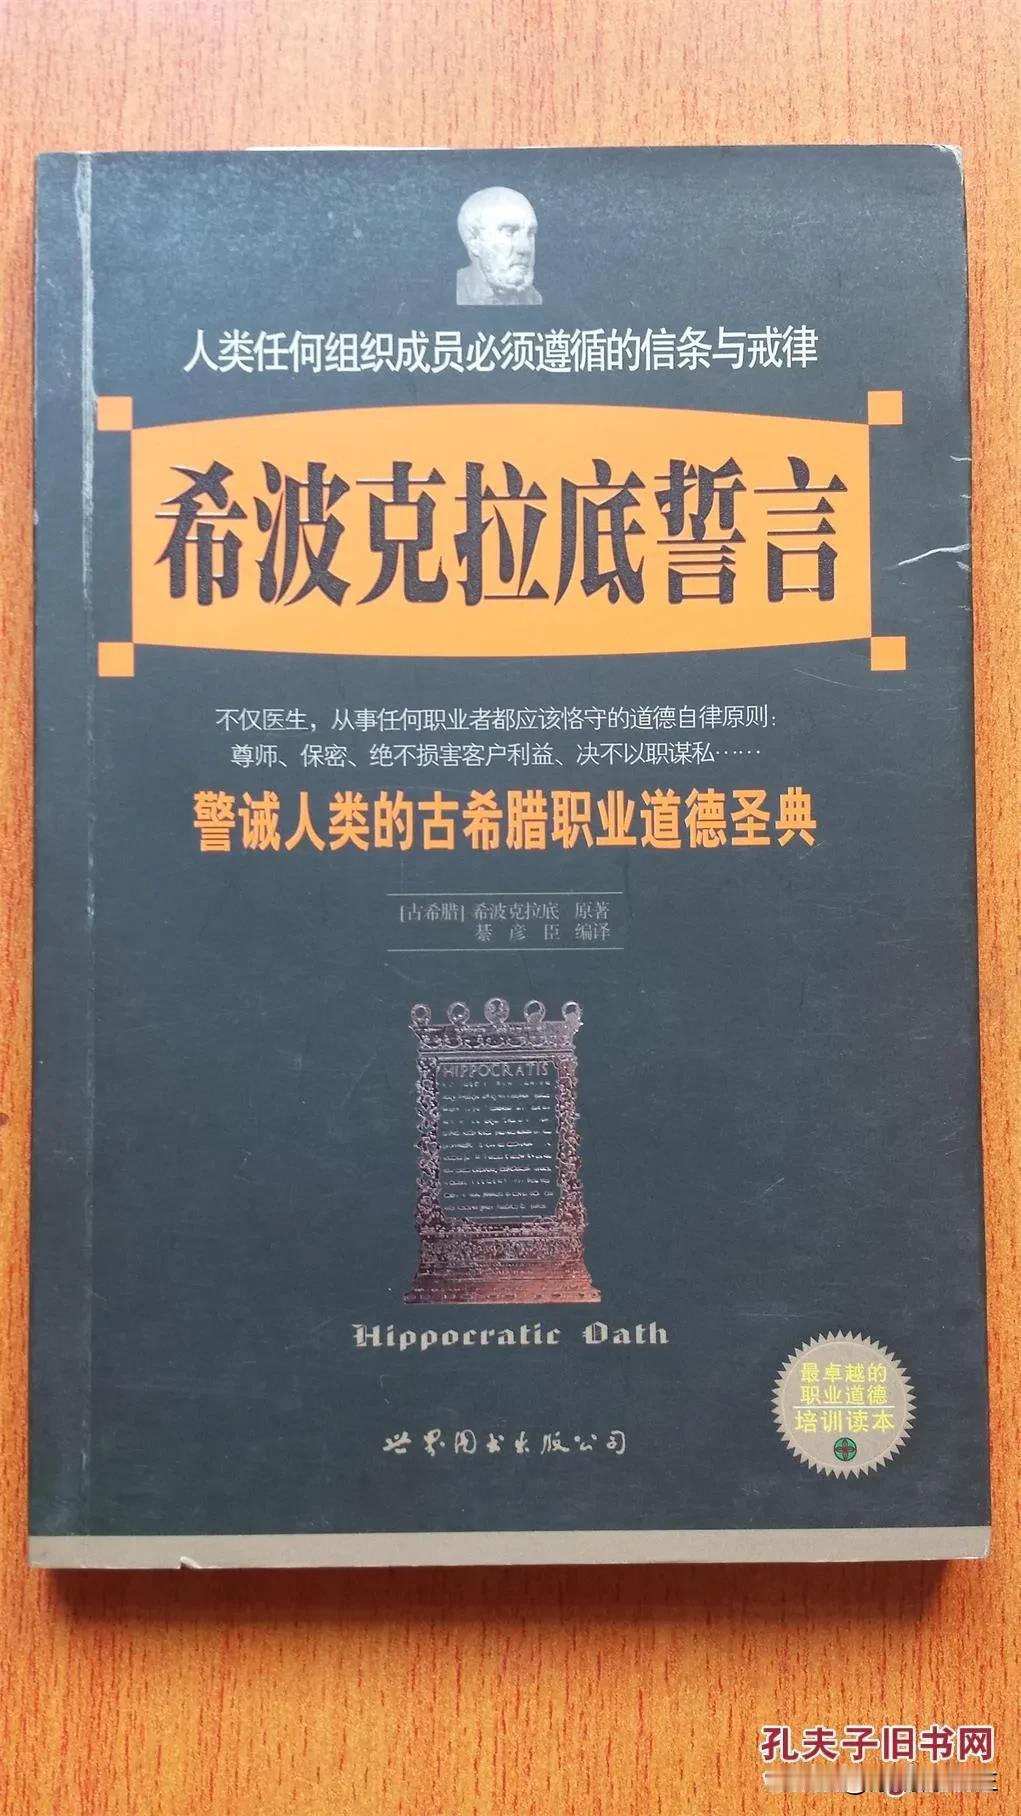 人类任何组织成员必须遵循的信条与戒律
希波克拉底誓言
不仅医生，从事任何职业者都应该恪守的道德自律原则：
尊师、保密、绝不损害客户利益、决不以职谋私……
警诫人类的古希腊职业道德圣典
[古希腊] 希波克拉底 原著
綦彦臣 编译
HIPPOCRATIS
Hippocratic Oath
最卓越的
职业道德
培训读本
世界图书出版公司
孔夫子旧书网